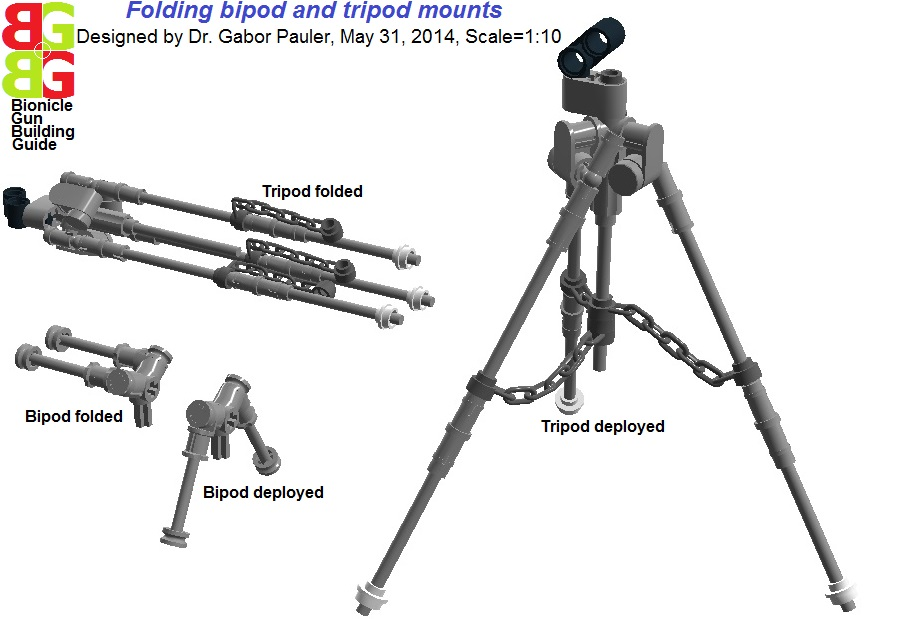 Folding bipod and tripod mounts
Designed by Dr. Gabor Pauler, May 31, 2014, Scale=1:10
BG
BG
Bionicle
Gun
Building
Guide
Tripod folded
Bipod folded
Bipod deployed
Tripod deployed